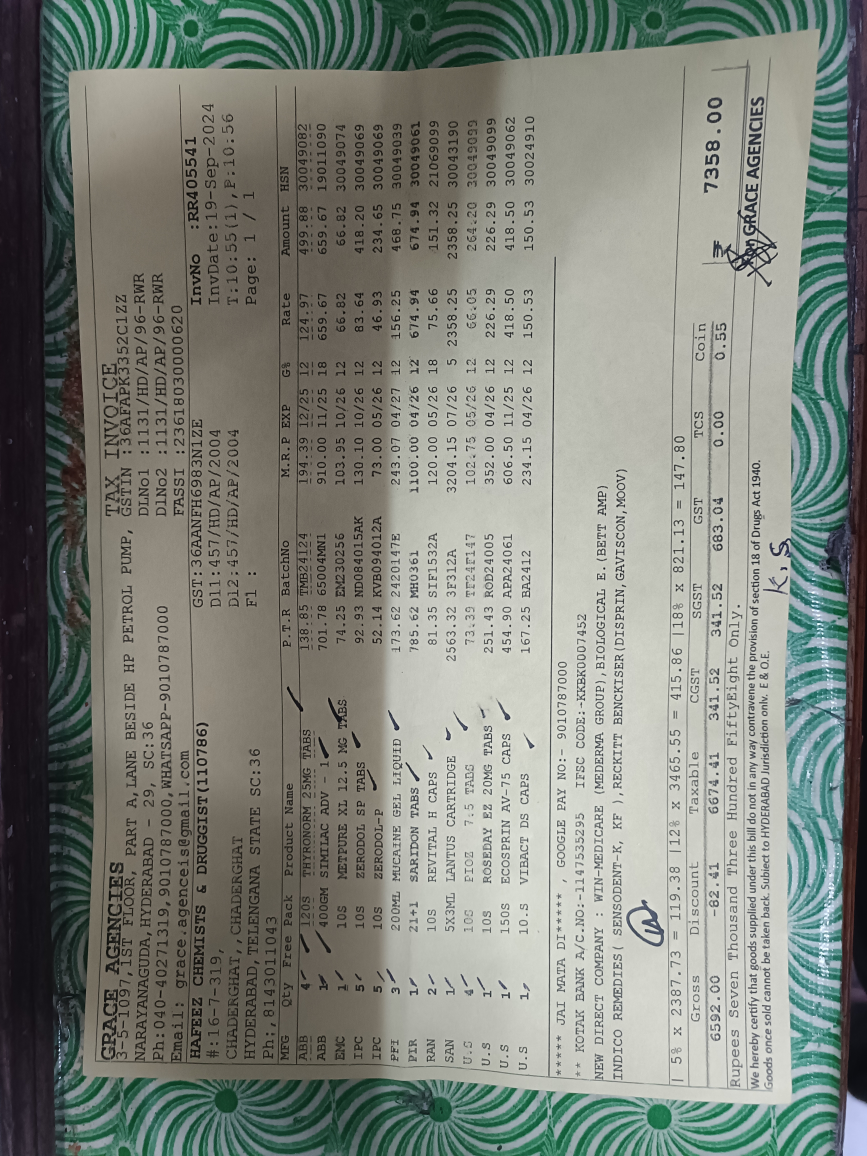 GRACE AGENCIES TAX INVOICE
3-5-1097,1ST FLOOR, PART A,LANE BESIDE HP PETROL PUMP, GSTIN :36AFAPK3352C1ZZ
NARAYANAGUDA,HYDERABAD - 29, SC:36 DLNo1 :1131/HD/AP/96-RWR
Ph:040-40271319,9010787000,WHATSAPP-9010787000 DlNo2 :1131/HD/AP/96-RWR
Email: grace.agenceis@gmail.com FASSI :23618030000620
HAFEEZ CHEMISTS & DRUGGIST(110786) GST:36AANFH6983N1ZE InvNo :RR405541
#:16-7-319, Dl1:457/HD/AP/2004 InvDate:19-Sep-2024
CHADERGHAT,,CHADERGHAT Dl2:457/HD/AP/2004 T:10:55(1),P:10:56
HYDERABAD,TELENGANA STATE SC:36 Fl : Page: 1 / 1
Ph:,8143011043
MFG Qty Free Pack Product Name P.T.R BatchNo M.R.P EXP G% Rate Amount HSN
ABB 4 120S THYRONORM 25MG TABS 138.85 TMB24124 194.39 12/25 12 124.97 499.88 30049082
ABB 1 400GM SIMILAC ADV - 1 701.78 65004MN1 910.00 11/25 18 659.67 659.67 19011090
EMC 1 10S METPURE XL 12.5 MG TABS 74.25 EM230256 103.95 10/26 12 66.82 66.82 30049074
IPC 5 10S ZERODOL SP TABS 92.93 ND084015AK 130.10 10/26 12 83.64 418.20 30049069
IPC 5 10S ZERODOL-P 52.14 KVB094012A 73.00 05/26 12 46.93 234.65 30049069
PFI 3 200ML MUCAINE GEL LIQUID 173.62 2420147E 243.07 04/27 12 156.25 468.75 30049039
PIR 1 21+1 SARIDON TABS 785.62 MH0361 1100.00 04/26 12 674.94 674.94 30049061
RAN 2 10S REVITAL H CAPS 81.35 STF1532A 120.00 05/26 18 75.66 151.32 21069099
SAN 1 5X3ML LANTUS CARTRIDGE 2563.32 3F312A 3204.15 07/26 5 2358.25 2358.25 30043190
U.S 4 10S PIOZ 7.5 TABS 73.39 TF24F147 102.75 05/26 12 66.05 264.20 30049099
U.S 1 10S ROSEDAY EZ 20MG TABS 251.43 ROD24005 352.00 04/26 12 226.29 226.29 30049099
U.S 1 150S ECOSPRIN AV-75 CAPS 454.90 APA24061 606.50 11/25 12 418.50 418.50 30049062
U.S 1 10.S VIBACT DS CAPS 167.25 BA2412 234.15 04/26 12 150.53 150.53 30024910
***** JAI MATA DI***** , GOOGLE PAY NO:- 9010787000
** KOTAK BANK A/C.NO:-1147535295 IFSC CODE:-KKBK0007452
NEW DIRECT COMPANY : WIN-MEDICARE (MEDERMA GROUP),BIOLOGICAL E.(BETT AMP)
INDICO REMEDIES( SENSODENT-K, KF ),RECKITT BENCKISER(DISPRIN,GAVISCON,MOOV)
| 5% x 2387.73 = 119.38 |12% x 3465.55 = 415.86 |18% x 821.13 = 147.80
Gross Discount Taxable CGST SGST GST TCS Coin
6592.00 -82.41 6674.41 341.52 341.52 683.04 0.00 0.55 ₹ 7358.00
Rupees Seven Thousand Three Hundred FiftyEight Only.
We hereby certify that goods supplied under this bill do not in any way contravene the provision of section 18 of Drugs Act 1940. For GRACE AGENCIES
Goods once sold cannot be taken back. Subject to HYDERABAD Jurisdiction only. E & O.E.
K.S